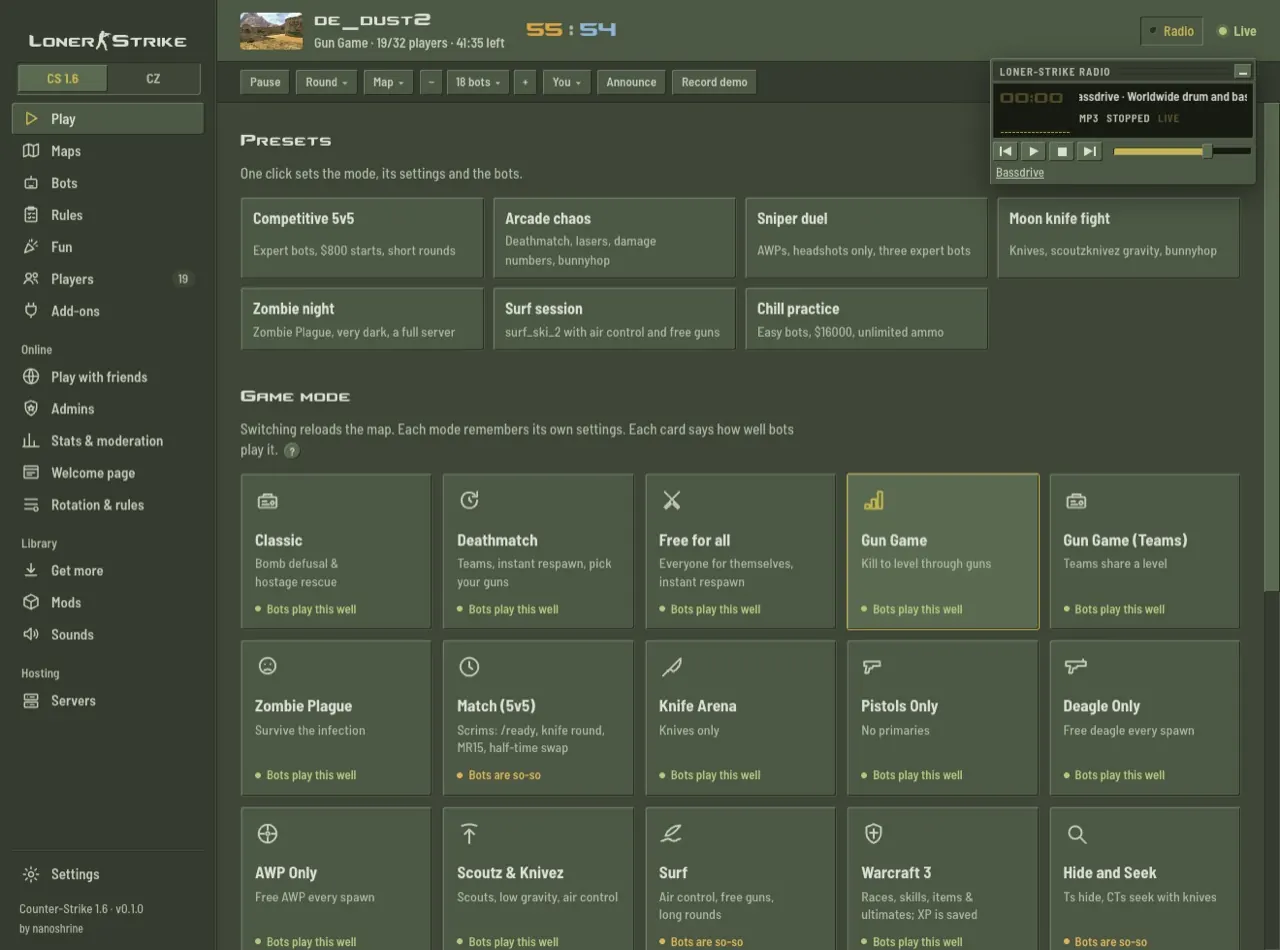 Loner Strike
CS 1.6
CZ
Play
Maps
Bots
Rules
Fun
Players
19
Add-ons
Online
Play with friends
Admins
Stats & moderation
Welcome page
Rotation & rules
Library
Get more
Mods
Sounds
Hosting
Servers
Settings
Counter-Strike 1.6 · v0.1.0
by nanoshrine
de_dust2
Gun Game · 19/32 players · 41:35 left
55 : 54
Radio
Live
Pause
Round
Map
−
18 bots
+
You
Announce
Record demo
LONER-STRIKE RADIO
00:00
assdrive · Worldwide drum and bas
MP3 STOPPED LIVE
Bassdrive
Presets
One click sets the mode, its settings and the bots.
Competitive 5v5
Expert bots, $800 starts, short rounds
Arcade chaos
Deathmatch, lasers, damage
numbers, bunnyhop
Sniper duel
AWPs, headshots only, three expert bots
Moon knife fight
Knives, scoutzknivez gravity, bunnyhop
Zombie night
Zombie Plague, very dark, a full server
Surf session
surf_ski_2 with air control and free guns
Chill practice
Easy bots, $16000, unlimited ammo
Game mode
Switching reloads the map. Each mode remembers its own settings. Each card says how well bots
play it. ?
Classic
Bomb defusal &
hostage rescue
Bots play this well
Deathmatch
Teams, instant respawn, pick
your guns
Bots play this well
Free for all
Everyone for themselves,
instant respawn
Bots play this well
Gun Game
Kill to level through guns
Bots play this well
Gun Game (Teams)
Teams share a level
Bots play this well
Zombie Plague
Survive the infection
Bots play this well
Match (5v5)
Scrims: /ready, knife round,
MR15, half-time swap
Bots are so-so
Knife Arena
Knives only
Bots play this well
Pistols Only
No primaries
Bots play this well
Deagle Only
Free deagle every spawn
Bots play this well
AWP Only
Free AWP every spawn
Bots play this well
Scoutz & Knivez
Scouts, low gravity, air control
Bots play this well
Surf
Air control, free guns,
long rounds
Bots are so-so
Warcraft 3
Races, skills, items &
ultimates; XP is saved
Bots play this well
Hide and Seek
Ts hide, CTs seek with knives
Bots are so-so